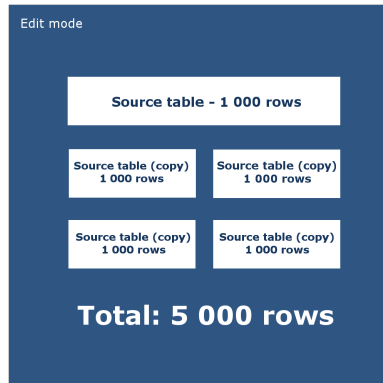 Edit mode
Source table - 1 000 rows
Source table (copy)
1 000 rows
Source table (copy)
1 000 rows
Source table (copy)
1 000 rows
Source table (copy)
1 000 rows
Total: 5 000 rows